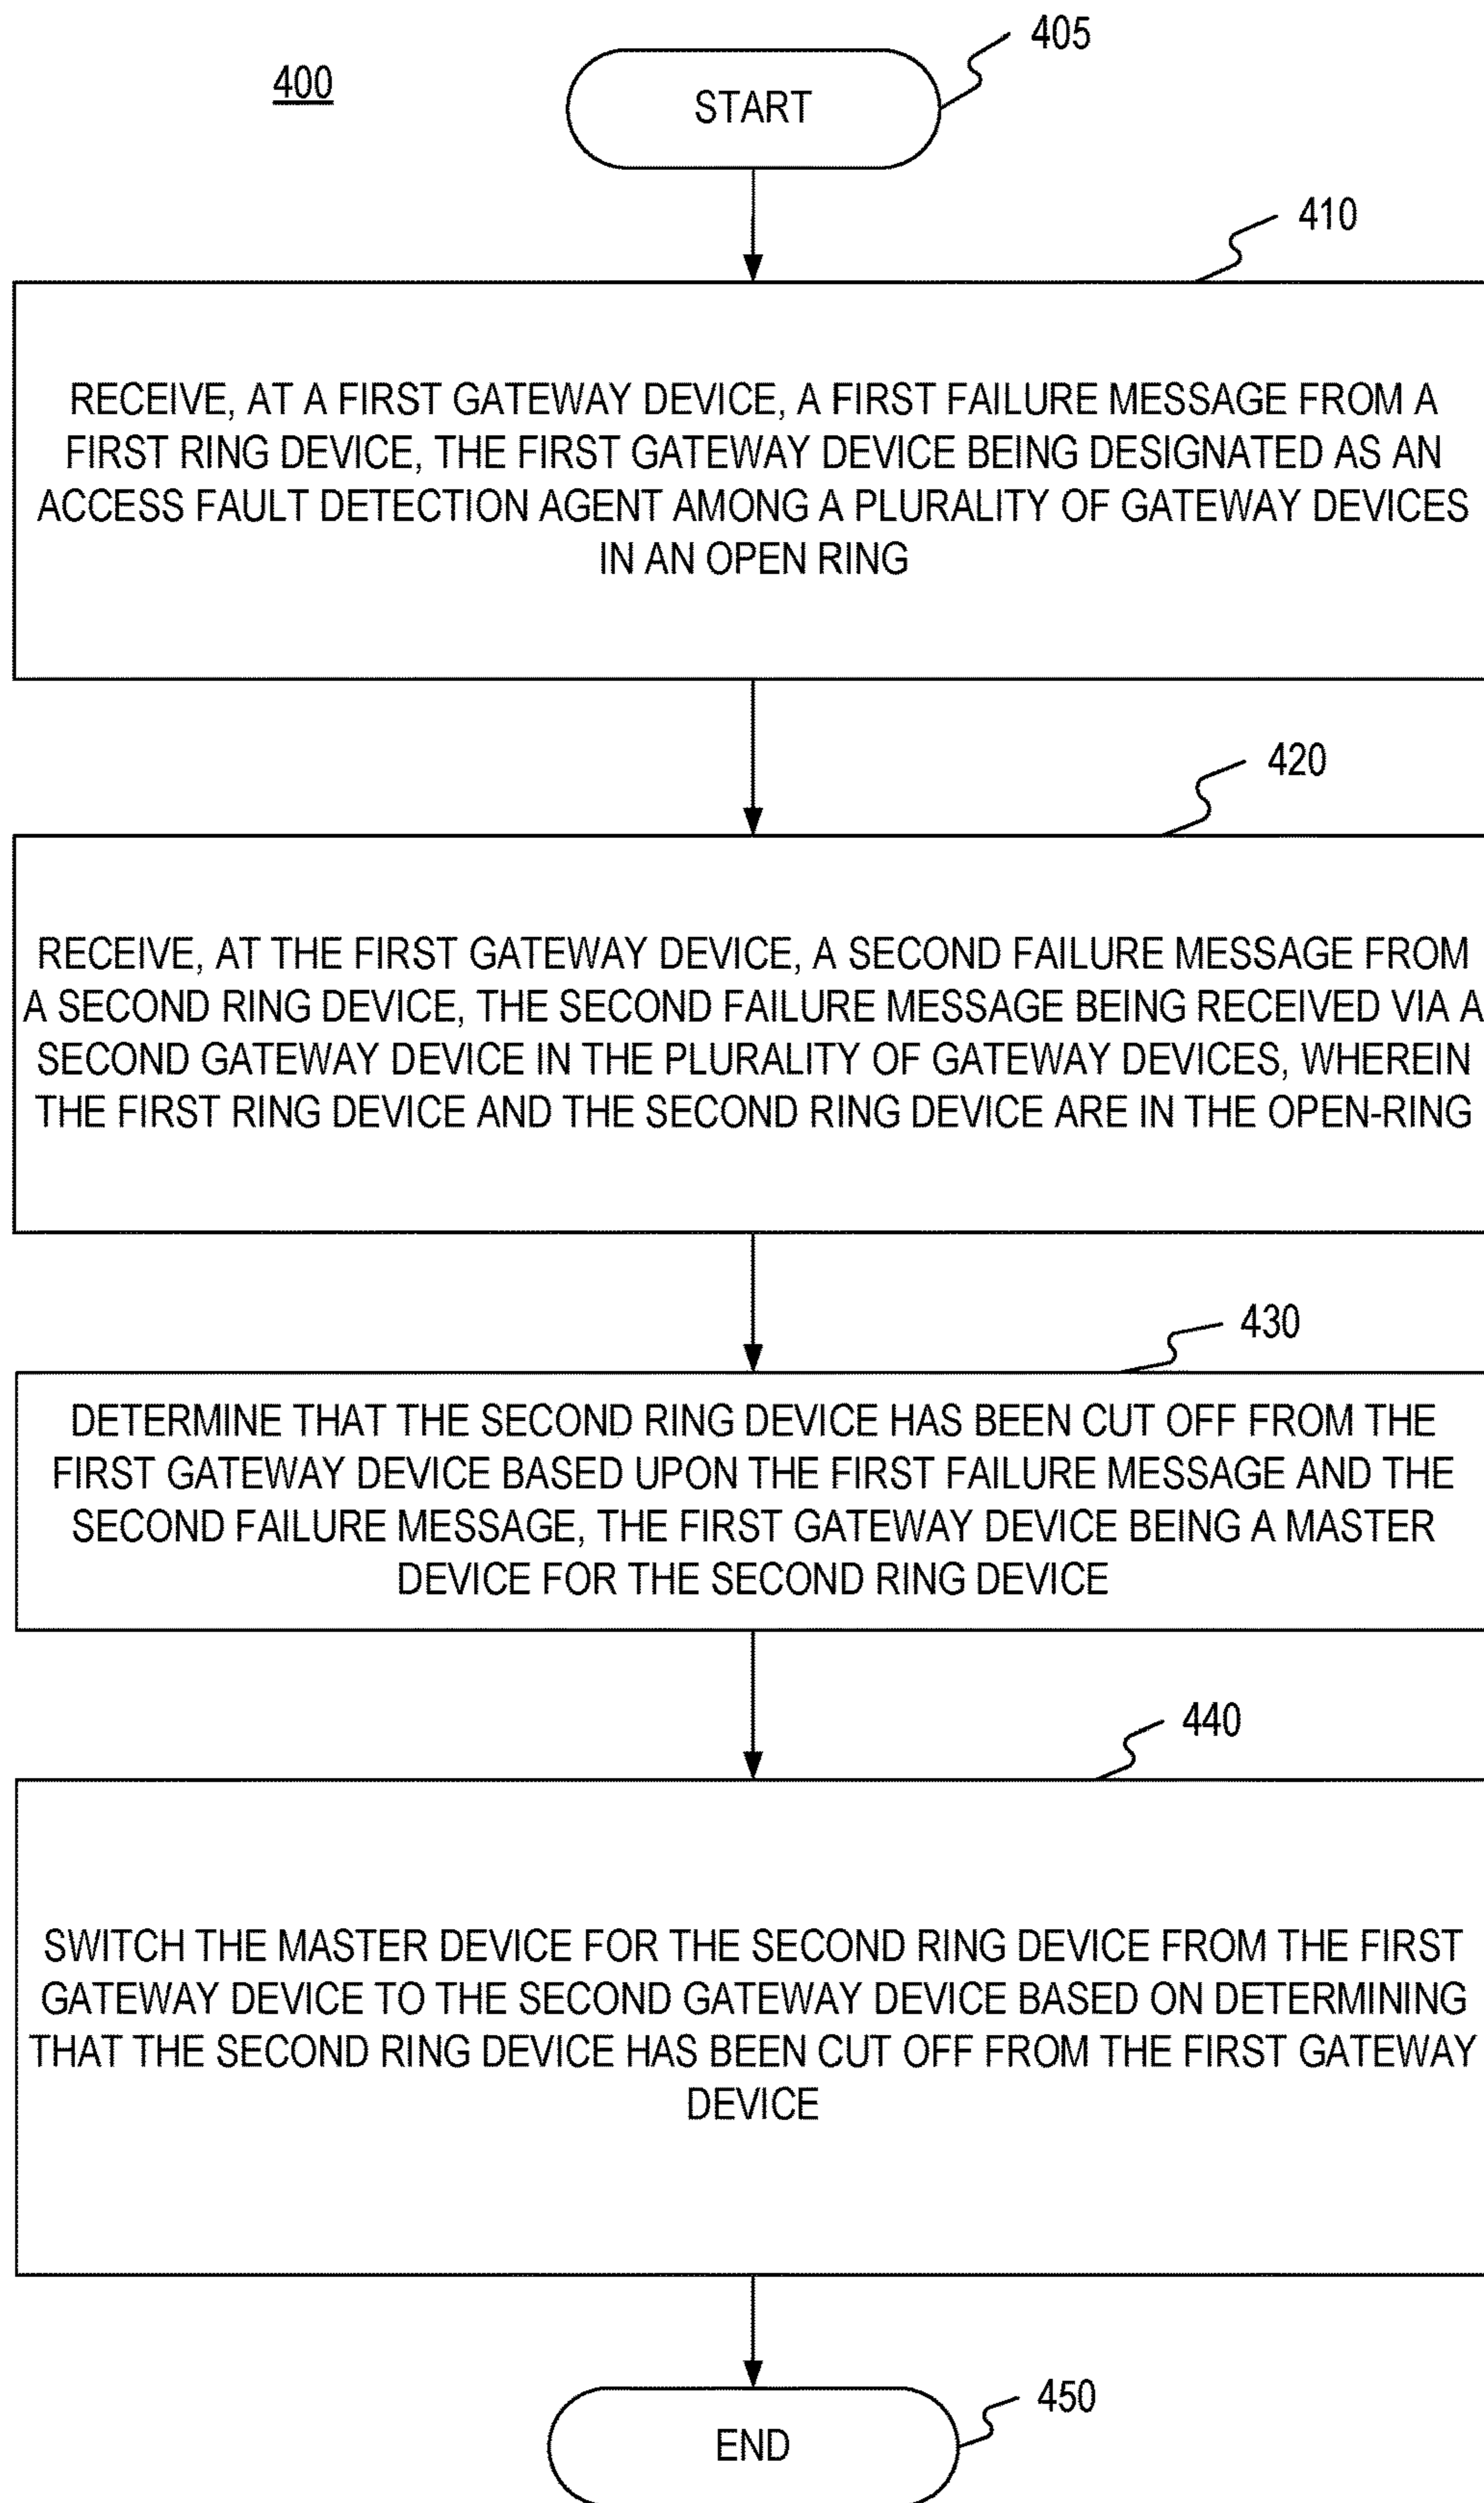 400
405
START
410
RECEIVE, AT A FIRST GATEWAY DEVICE, A FIRST FAILURE MESSAGE FROM A
FIRST RING DEVICE, THE FIRST GATEWAY DEVICE BEING DESIGNATED AS AN
ACCESS FAULT DETECTION AGENT AMONG A PLURALITY OF GATEWAY DEVICES
IN AN OPEN RING
420
RECEIVE, AT THE FIRST GATEWAY DEVICE, A SECOND FAILURE MESSAGE FROM
A SECOND RING DEVICE, THE SECOND FAILURE MESSAGE BEING RECEIVED VIA A
SECOND GATEWAY DEVICE IN THE PLURALITY OF GATEWAY DEVICES, WHEREIN
THE FIRST RING DEVICE AND THE SECOND RING DEVICE ARE IN THE OPEN-RING
430
DETERMINE THAT THE SECOND RING DEVICE HAS BEEN CUT OFF FROM THE
FIRST GATEWAY DEVICE BASED UPON THE FIRST FAILURE MESSAGE AND THE
SECOND FAILURE MESSAGE, THE FIRST GATEWAY DEVICE BEING A MASTER
DEVICE FOR THE SECOND RING DEVICE
440
SWITCH THE MASTER DEVICE FOR THE SECOND RING DEVICE FROM THE FIRST
GATEWAY DEVICE TO THE SECOND GATEWAY DEVICE BASED ON DETERMINING
THAT THE SECOND RING DEVICE HAS BEEN CUT OFF FROM THE FIRST GATEWAY
DEVICE
450
END